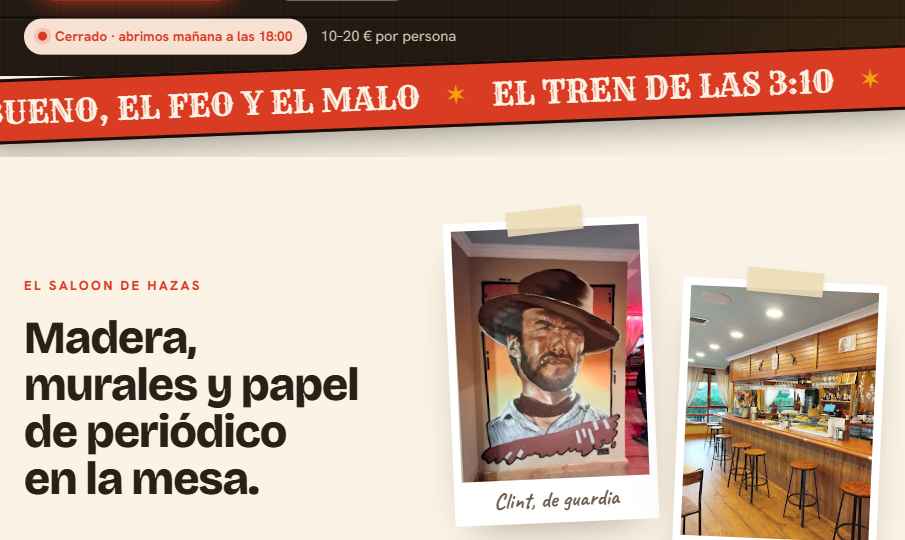 Cerrado · abrimos mañana a las 18:00
10–20 € por persona
BUENO, EL FEO Y EL MALO ✶ EL TREN DE LAS 3:10 ✶
EL SALOON DE HAZAS
Madera,
murales y papel
de periódico
en la mesa.
Clint, de guardia